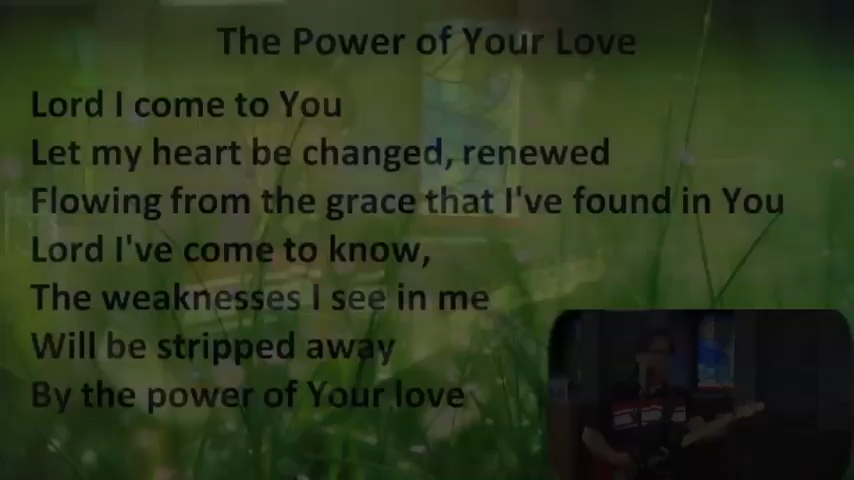 The Power of Your Love
Lord I come to You
Let my heart be changed, renewed
Flowing from the grace that I've found in You
Lord I've come to know,
The weaknesses I see in me
Will be stripped away
By the power of Your love